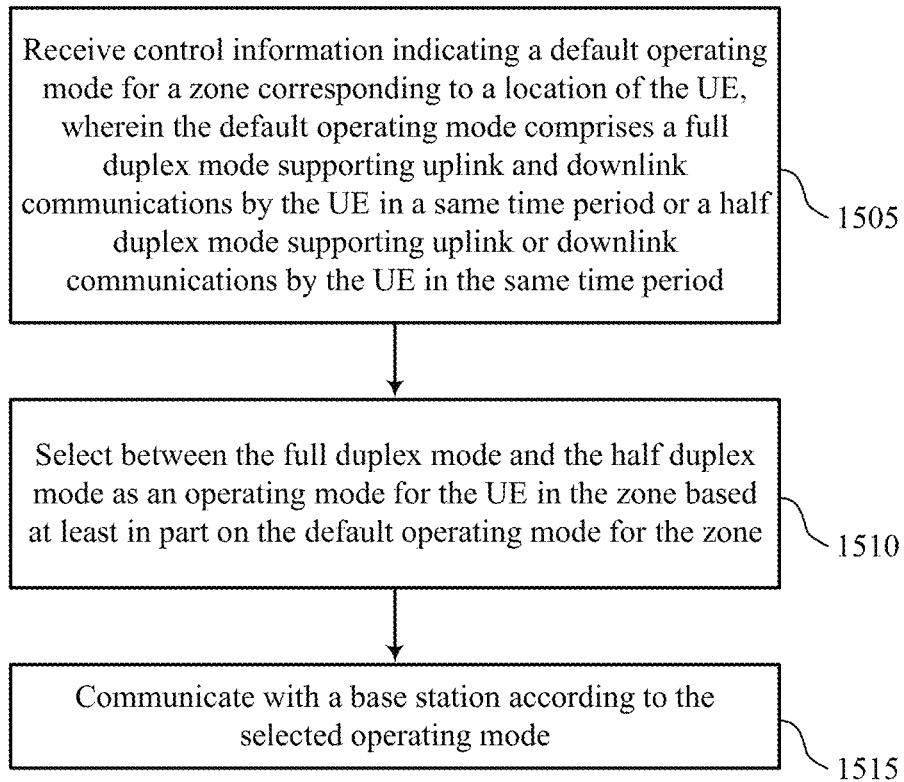 Receive control information indicating a default operating
mode for a zone corresponding to a location of the UE,
wherein the default operating mode comprises a full
duplex mode supporting uplink and downlink
communications by the UE in a same time period or a half
duplex mode supporting uplink or downlink
communications by the UE in the same time period
1505
Select between the full duplex mode and the half duplex
mode as an operating mode for the UE in the zone based
at least in part on the default operating mode for the zone
1510
Communicate with a base station according to the
selected operating mode
1515